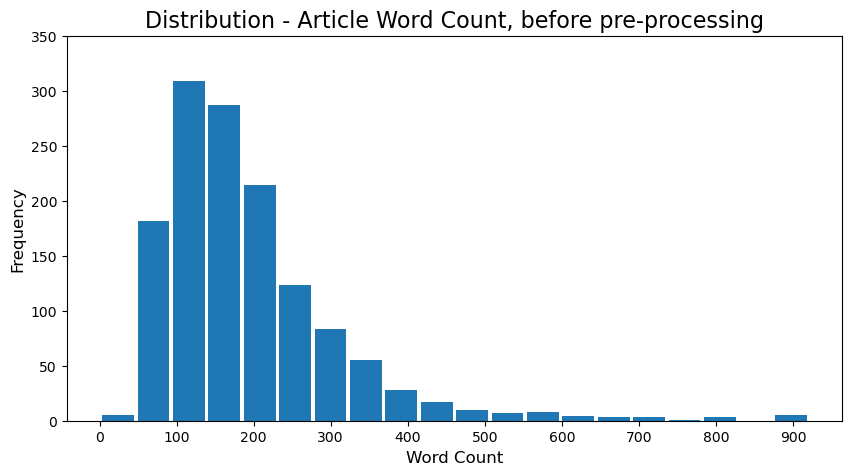 Distribution - Article Word Count, before pre-processing
350
300
250
200
150
100
50
0
Frequency
0 100 200 300 400 500 600 700 800 900
Word Count